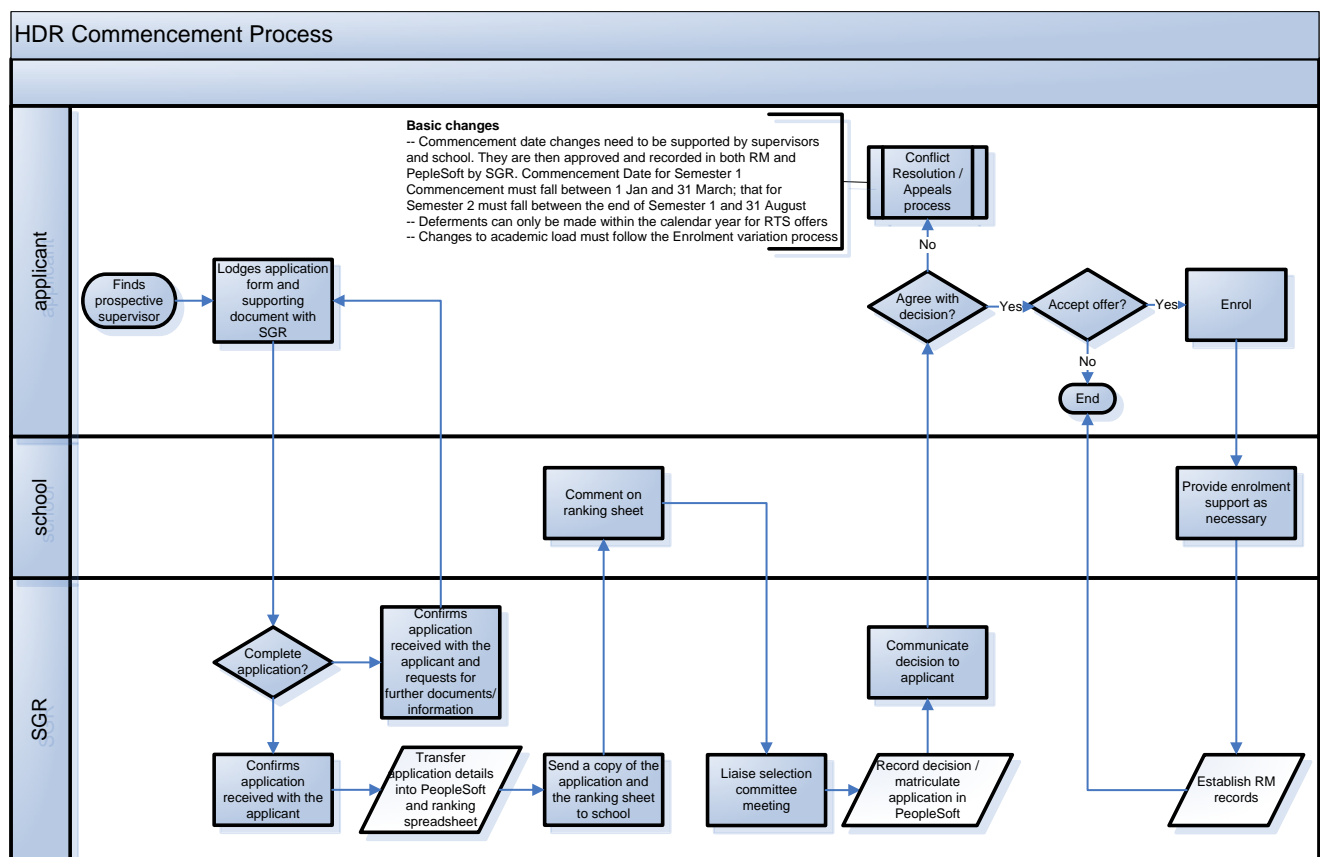 HDR Commencement Process
applicant
Basic changes
-- Commencement date changes need to be supported by supervisors
and school. They are then approved and recorded in both RM and
PepleSoft by SGR. Commencement Date for Semester 1
Commencement must fall between 1 Jan and 31 March; that for
Semester 2 must fall between the end of Semester 1 and 31 August
-- Deferments can only be made within the calendar year for RTS offers
-- Changes to academic load must follow the Enrolment variation process
Conflict
Resolution /
Appeals
process
No
Finds
prospective
supervisor
Lodges application
form and
supporting
document with
SGR
Agree with
decision?
Yes
Accept offer?
Yes
Enrol
No
End
school
Comment on
ranking sheet
Provide enrolment
support as
necessary
SGR
Complete
application?
Confirms
application
received with the
applicant and
requests for
further documents/
information
Communicate
decision to
applicant
Confirms
application
received with the
applicant
Transfer
application details
into PeopleSoft
and ranking
spreadsheet
Send a copy of the
application and
the ranking sheet
to school
Liaise selection
committee
meeting
Record decision /
matriculate
application in
PeopleSoft
Establish RM
records